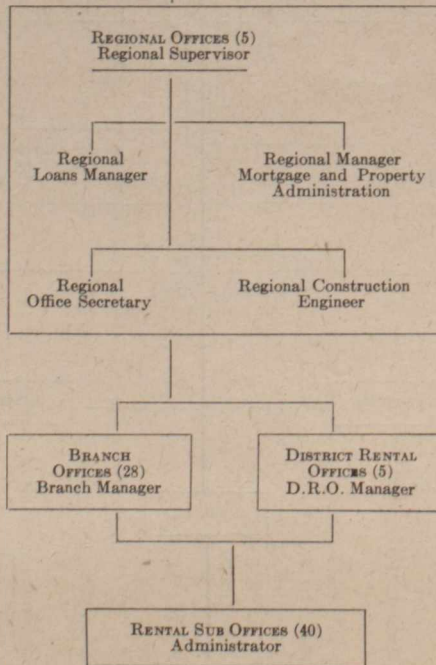 REGIONAL OFFICES (5)
Regional Supervisor
Regional
Loans Manager
Regional Manager
Mortgage and Property
Administration
Regional
Office Secretary
Regional Construction
Engineer
BRANCH
OFFICES (28)
Branch Manager
DISTRICT RENTAL
OFFICES (5)
D.R.O. Manager
RENTAL SUB OFFICES (40)
Administrator